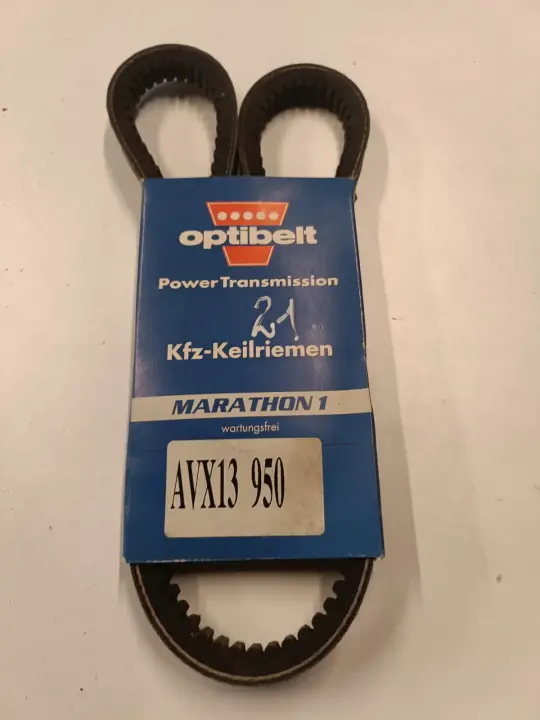 optibelt
Power Transmission
21
Kfz-Keilriemen
MARATHON 1
wartungsfrei
AVX13 950